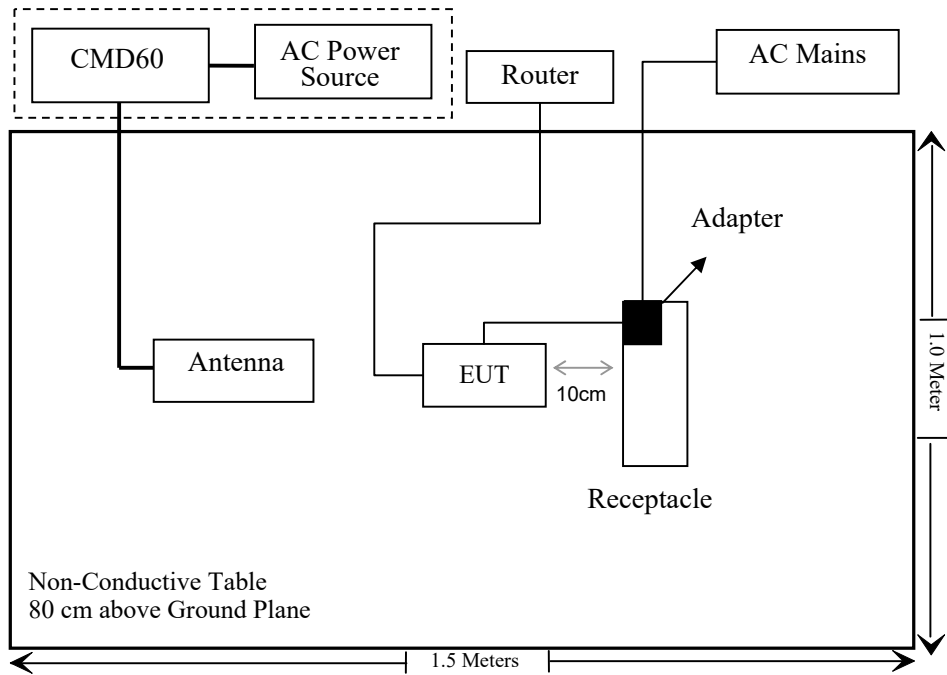 CMD60
AC Power
Source
Router
AC Mains
Adapter
Antenna
EUT
10cm
Receptacle
1.0 Meter
Non-Conductive Table
80 cm above Ground Plane
1.5 Meters